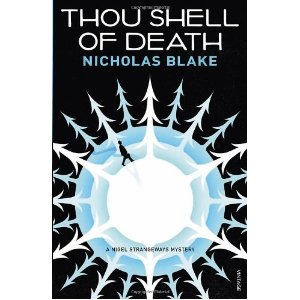 THOU SHELL
OF DEATH
NICHOLAS BLAKE
A NIGEL STRANGEWAYS MYSTERY
VINTAGE